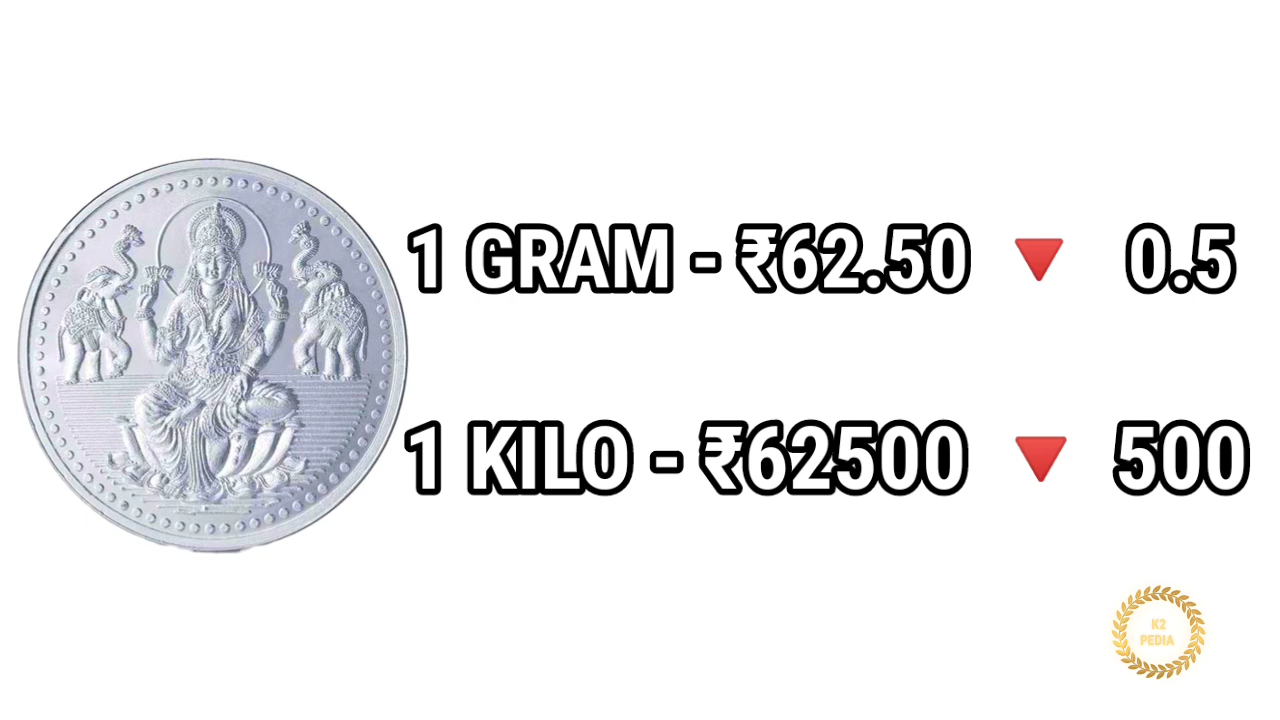 1 GRAM - ₹62.50 🔻 0.5
1 KILO - ₹62500 🔻 500
K2
PEDIA